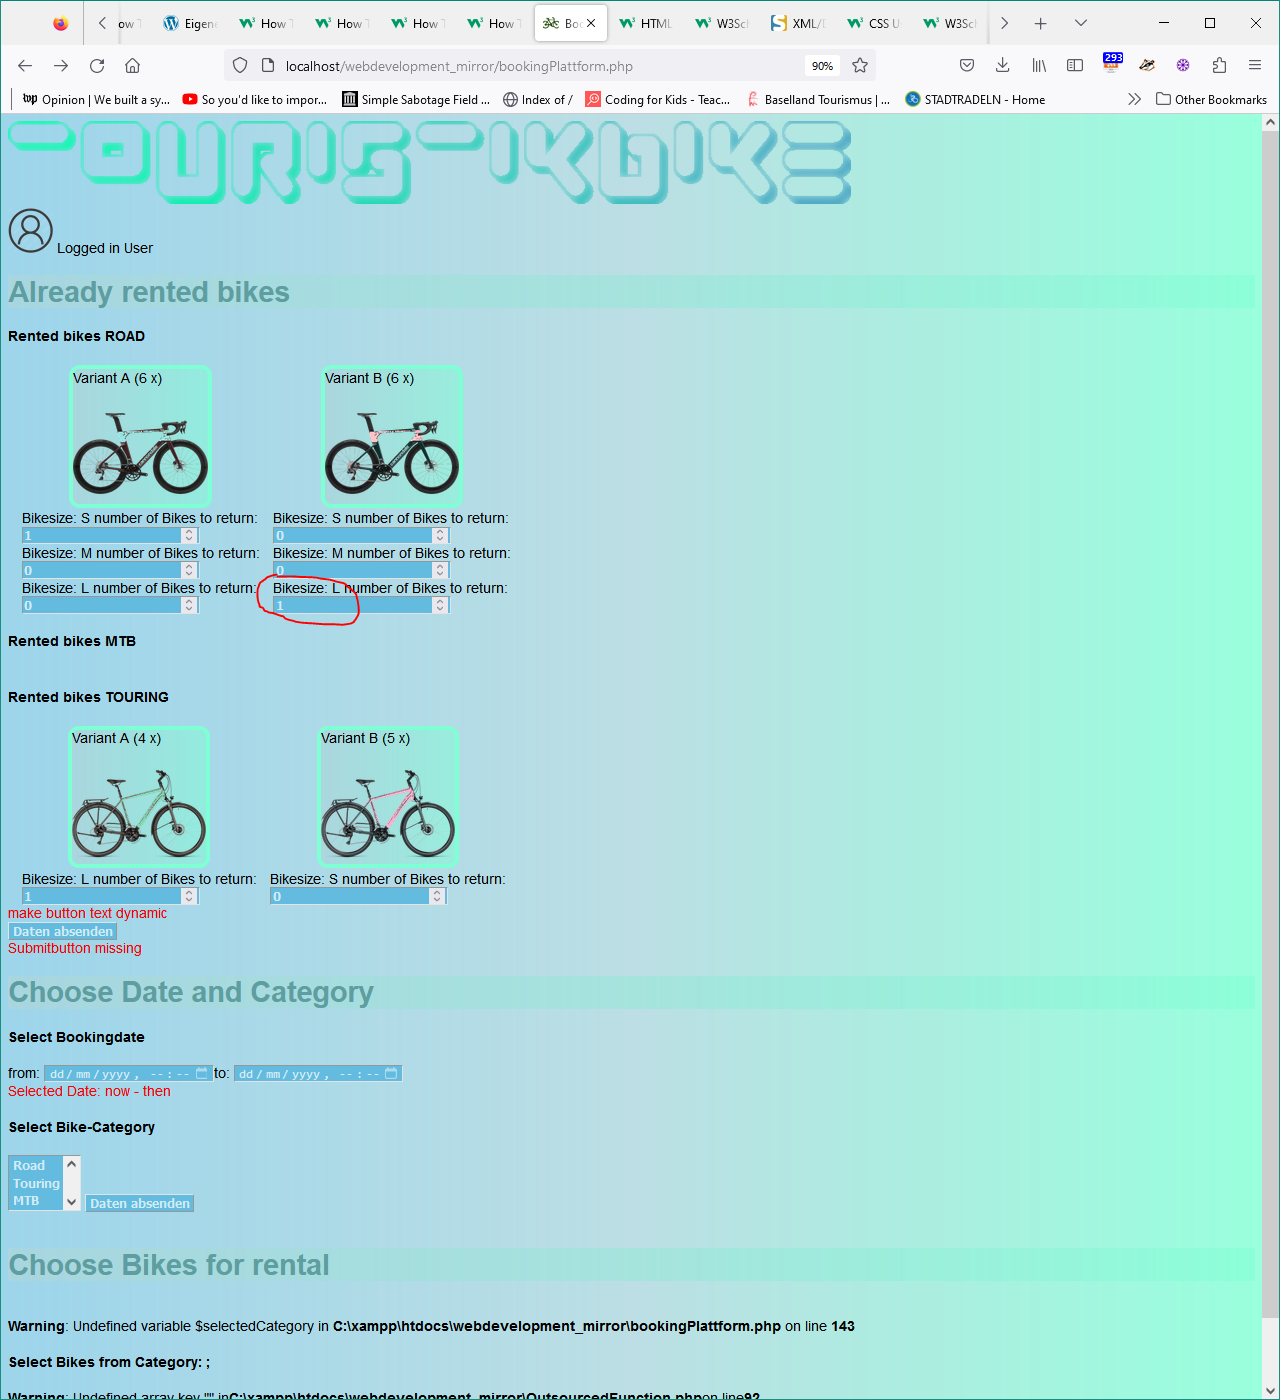 how T
Eigene
How T
How T
How T
How T
Boo
HTML
W3Sch
XML/
CSS U
W3Sch
localhost/webdevelopment_mirror/bookingPlattform.php
90%
293
Opinion | We built a sy...
So you'd like to impor...
Simple Sabotage Field ...
Index of /
Coding for Kids - Teac...
Baselland Tourismus | ...
STADTRADELN - Home
Other Bookmarks
TOURISTIKBIKE
Logged in User
Already rented bikes
Rented bikes ROAD
Variant A (6 x) Variant B (6 x)
Bikesize: S number of Bikes to return: Bikesize: S number of Bikes to return:
1 0
Bikesize: M number of Bikes to return: Bikesize: M number of Bikes to return:
0 0
Bikesize: L number of Bikes to return: Bikesize: L number of Bikes to return:
0 1
Rented bikes MTB
Rented bikes TOURING
Variant A (4 x) Variant B (5 x)
Bikesize: L number of Bikes to return: Bikesize: S number of Bikes to return:
1 0
make button text dynamic
Daten absenden
Submitbutton missing
Choose Date and Category
Select Bookingdate
from: dd/mm/yyyy, --:-- to: dd/mm/yyyy, --:--
Selected Date: now - then
Select Bike-Category
Road
Touring
MTB Daten absenden
Choose Bikes for rental
Warning: Undefined variable $selectedCategory in C:\xampp\htdocs\webdevelopment_mirror\bookingPlattform.php on line 143
Select Bikes from Category: ;
Warning: Undefined array key "" inC:\xampp\htdocs\webdevelopment_mirror\OutsourcedFunction.phpon line92